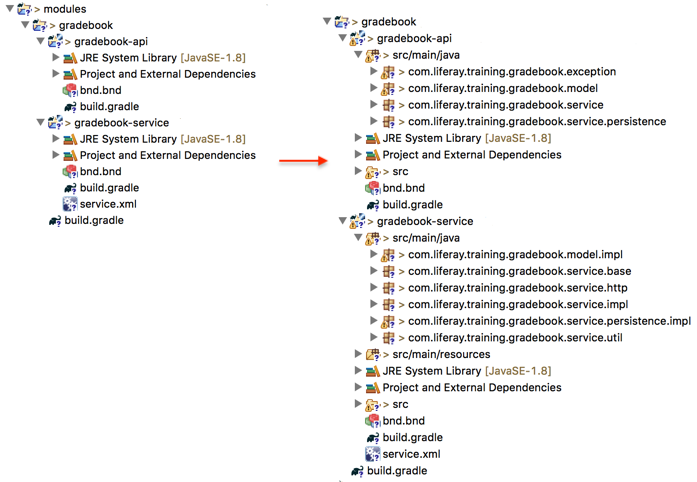 > modules
> gradebook
> gradebook-api
JRE System Library [JavaSE-1.8]
Project and External Dependencies
bnd.bnd
build.gradle
> gradebook-service
JRE System Library [JavaSE-1.8]
Project and External Dependencies
bnd.bnd
build.gradle
service.xml
build.gradle
> gradebook
> gradebook-api
> src/main/java
> com.liferay.training.gradebook.exception
> com.liferay.training.gradebook.model
> com.liferay.training.gradebook.service
> com.liferay.training.gradebook.service.persistence
JRE System Library [JavaSE-1.8]
Project and External Dependencies
> src
bnd.bnd
build.gradle
> gradebook-service
> src/main/java
> com.liferay.training.gradebook.model.impl
> com.liferay.training.gradebook.service.base
> com.liferay.training.gradebook.service.http
> com.liferay.training.gradebook.service.impl
> com.liferay.training.gradebook.service.persistence.impl
> com.liferay.training.gradebook.service.util
> src/main/resources
JRE System Library [JavaSE-1.8]
Project and External Dependencies
> src
bnd.bnd
build.gradle
service.xml
build.gradle